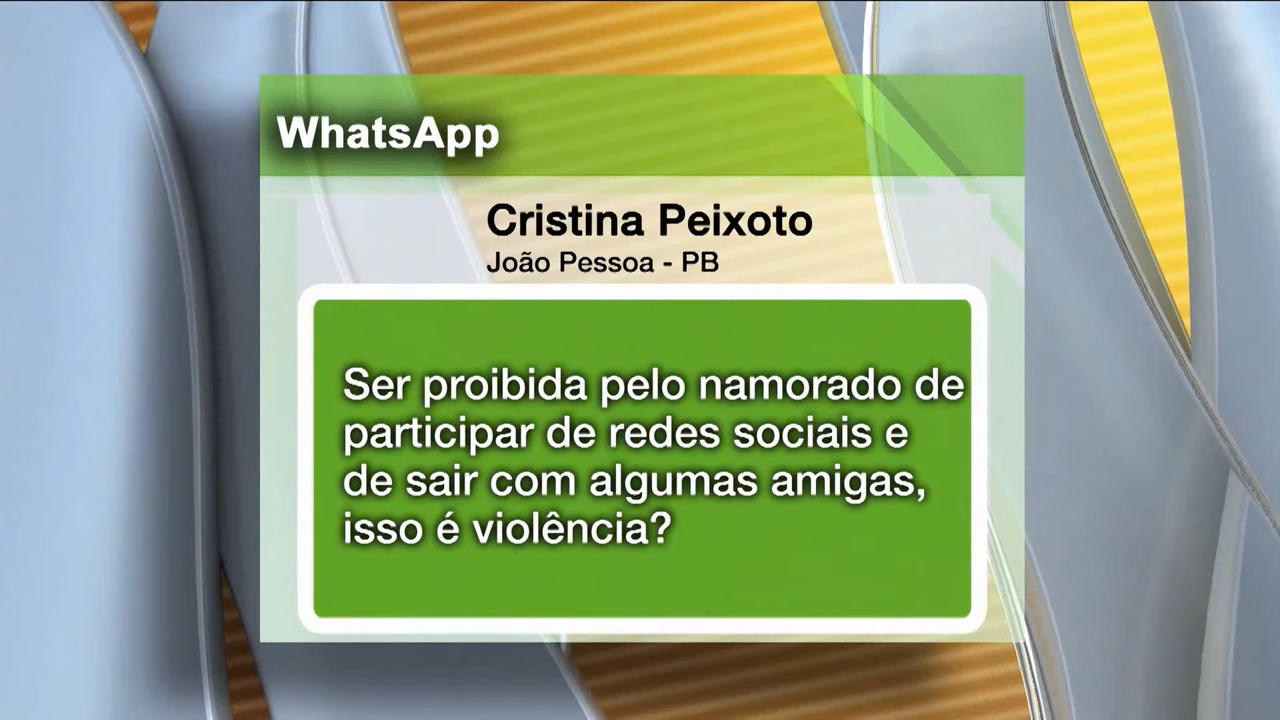 WhatsApp
Cristina Peixoto
João Pessoa - PB
Ser proibida pelo namorado de
participar de redes sociais e
de sair com algumas amigas,
isso é violência?